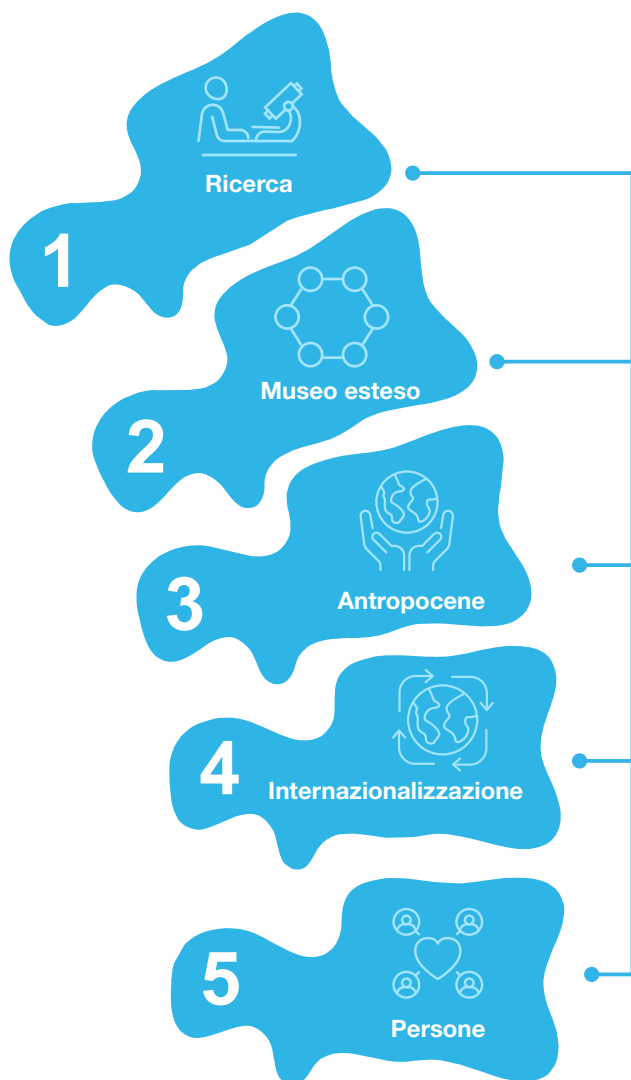 Ricerca
1
Museo esteso
2
Antropocene
3
4
Internazionalizzazione
5
Persone